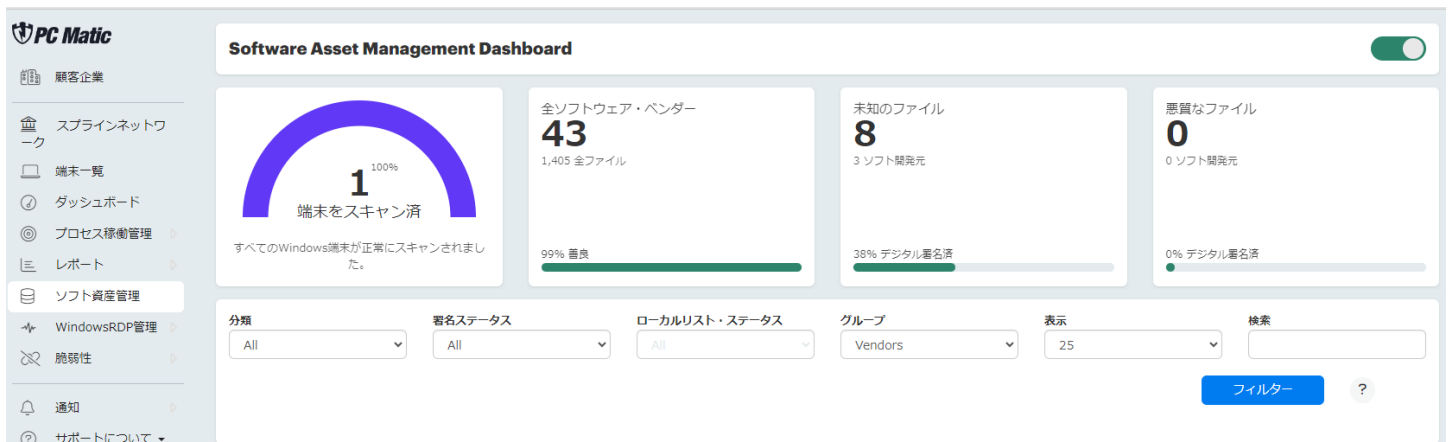 PC Matic
顧客企業
スプラインネットワ
ーク
端末一覧
ダッシュボード
プロセス稼働管理
レポート
ソフト資産管理
WindowsRDP管理
脆弱性
通知
サポートについて
Software Asset Management Dashboard
1 100%
端末をスキャン済
すべてのWindows端末が正常にスキャンされまし
た。
全ソフトウェア・ベンダー
43
1,405 全ファイル
99% 善良
未知のファイル
8
3 ソフト開発元
38% デジタル署名済
悪質なファイル
0
0 ソフト開発元
0% デジタル署名済
分類
All
署名ステータス
All
ローカルリスト・ステータス
All
グループ
Vendors
表示
25
検索
フィルター
?